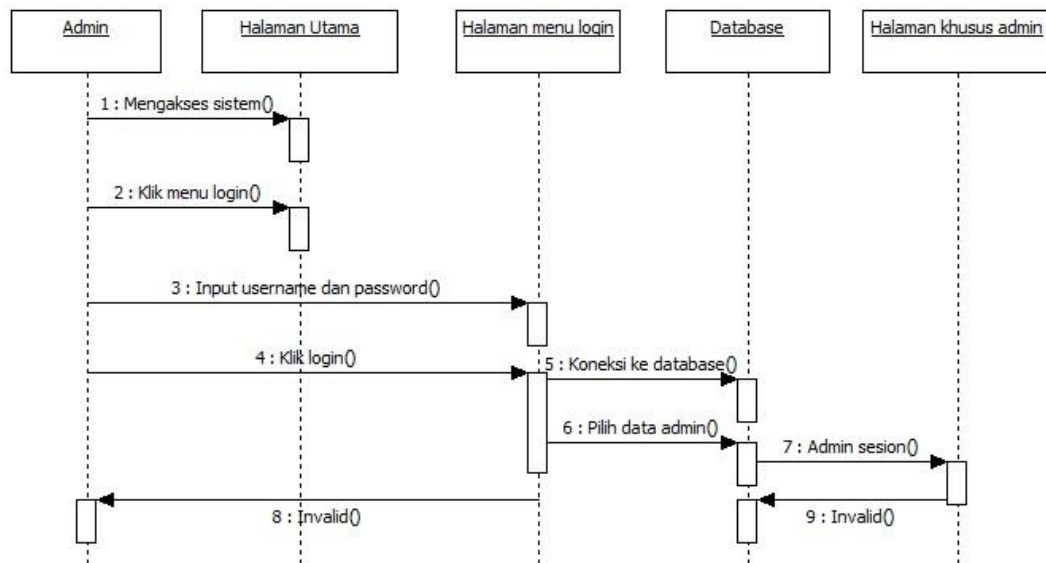 Admin
Halaman Utama
Halaman menu login
Database
Halaman khusus admin
1 : Mengakses sistem()
2 : Klik menu login()
3 : Input username dan password()
4 : Klik login()
5 : Koneksi ke database()
6 : Pilih data admin()
7 : Admin sesion()
8 : Invalid()
9 : Invalid()